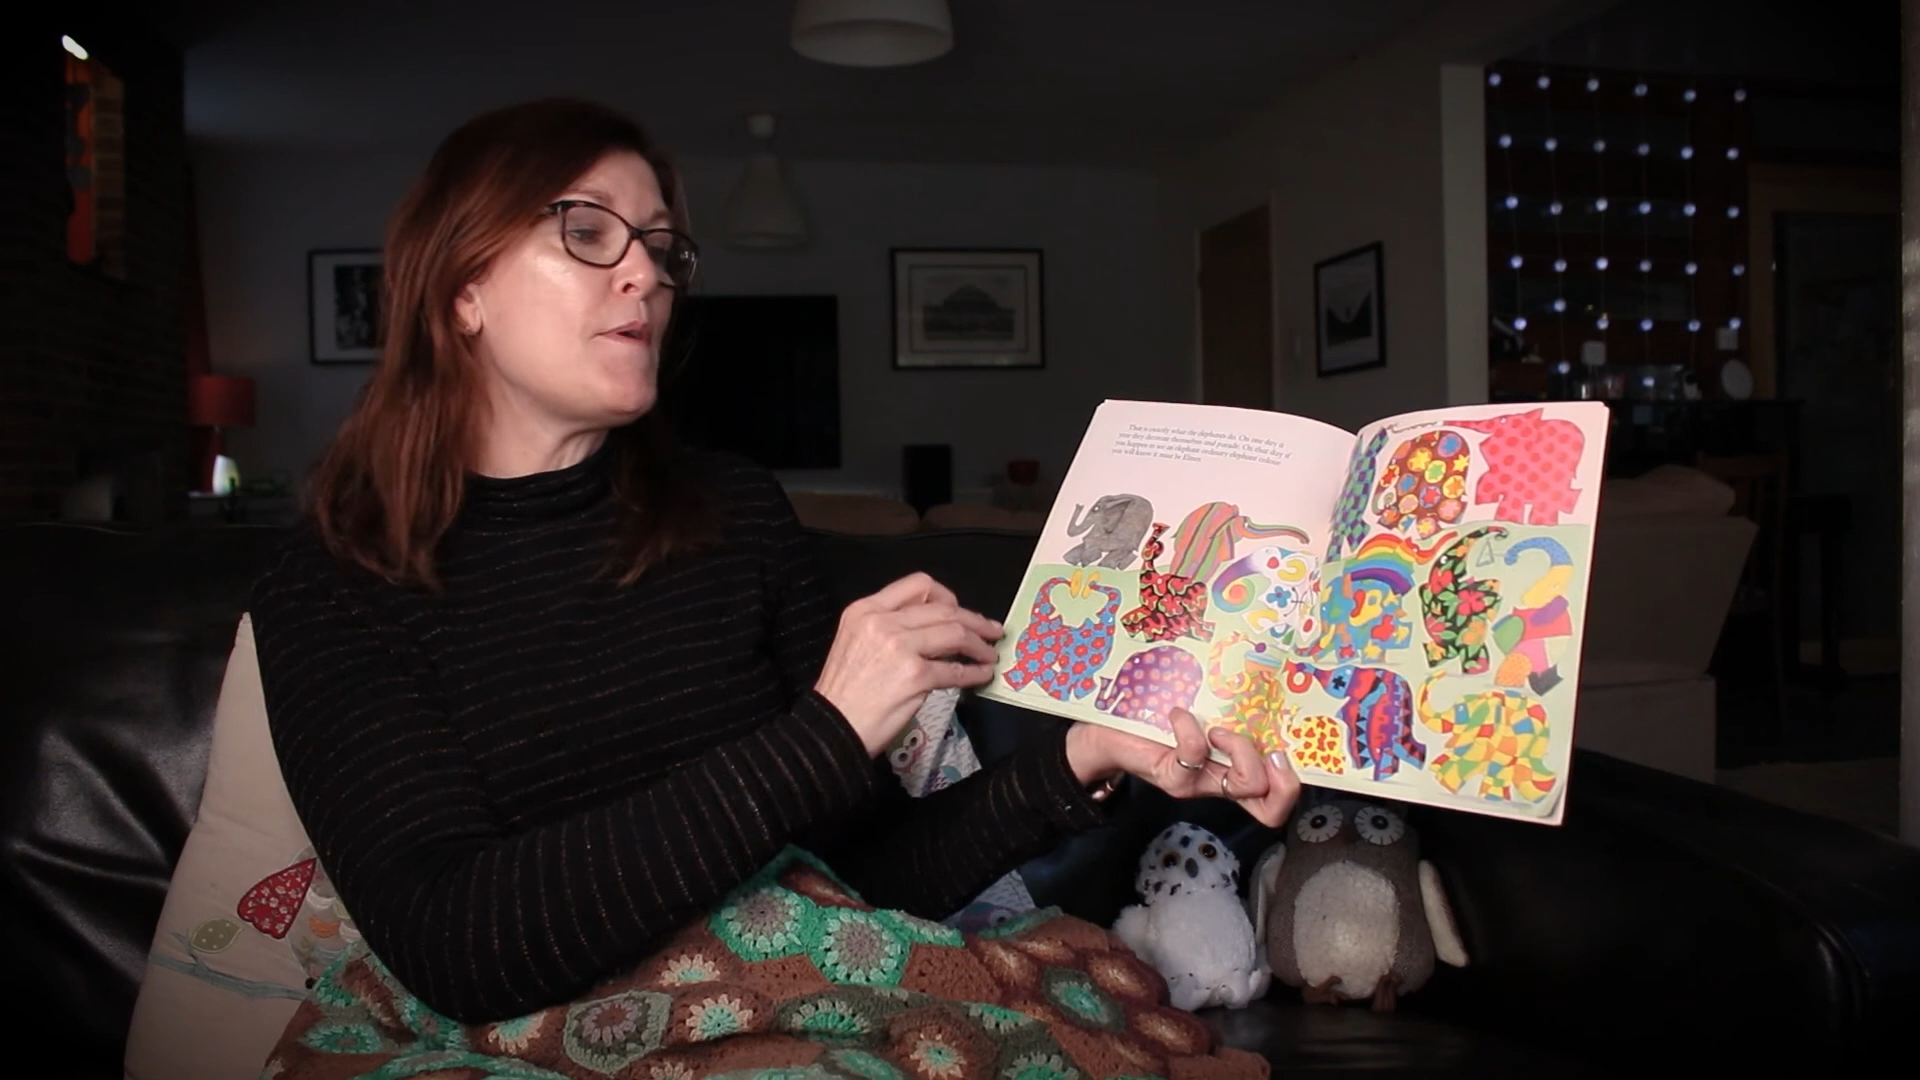 That is exactly what the elephants do. On one day a
year they decorate themselves and parade. On that day if
you happen to see an elephant ordinary elephant colour
you will know it must be Elmer.